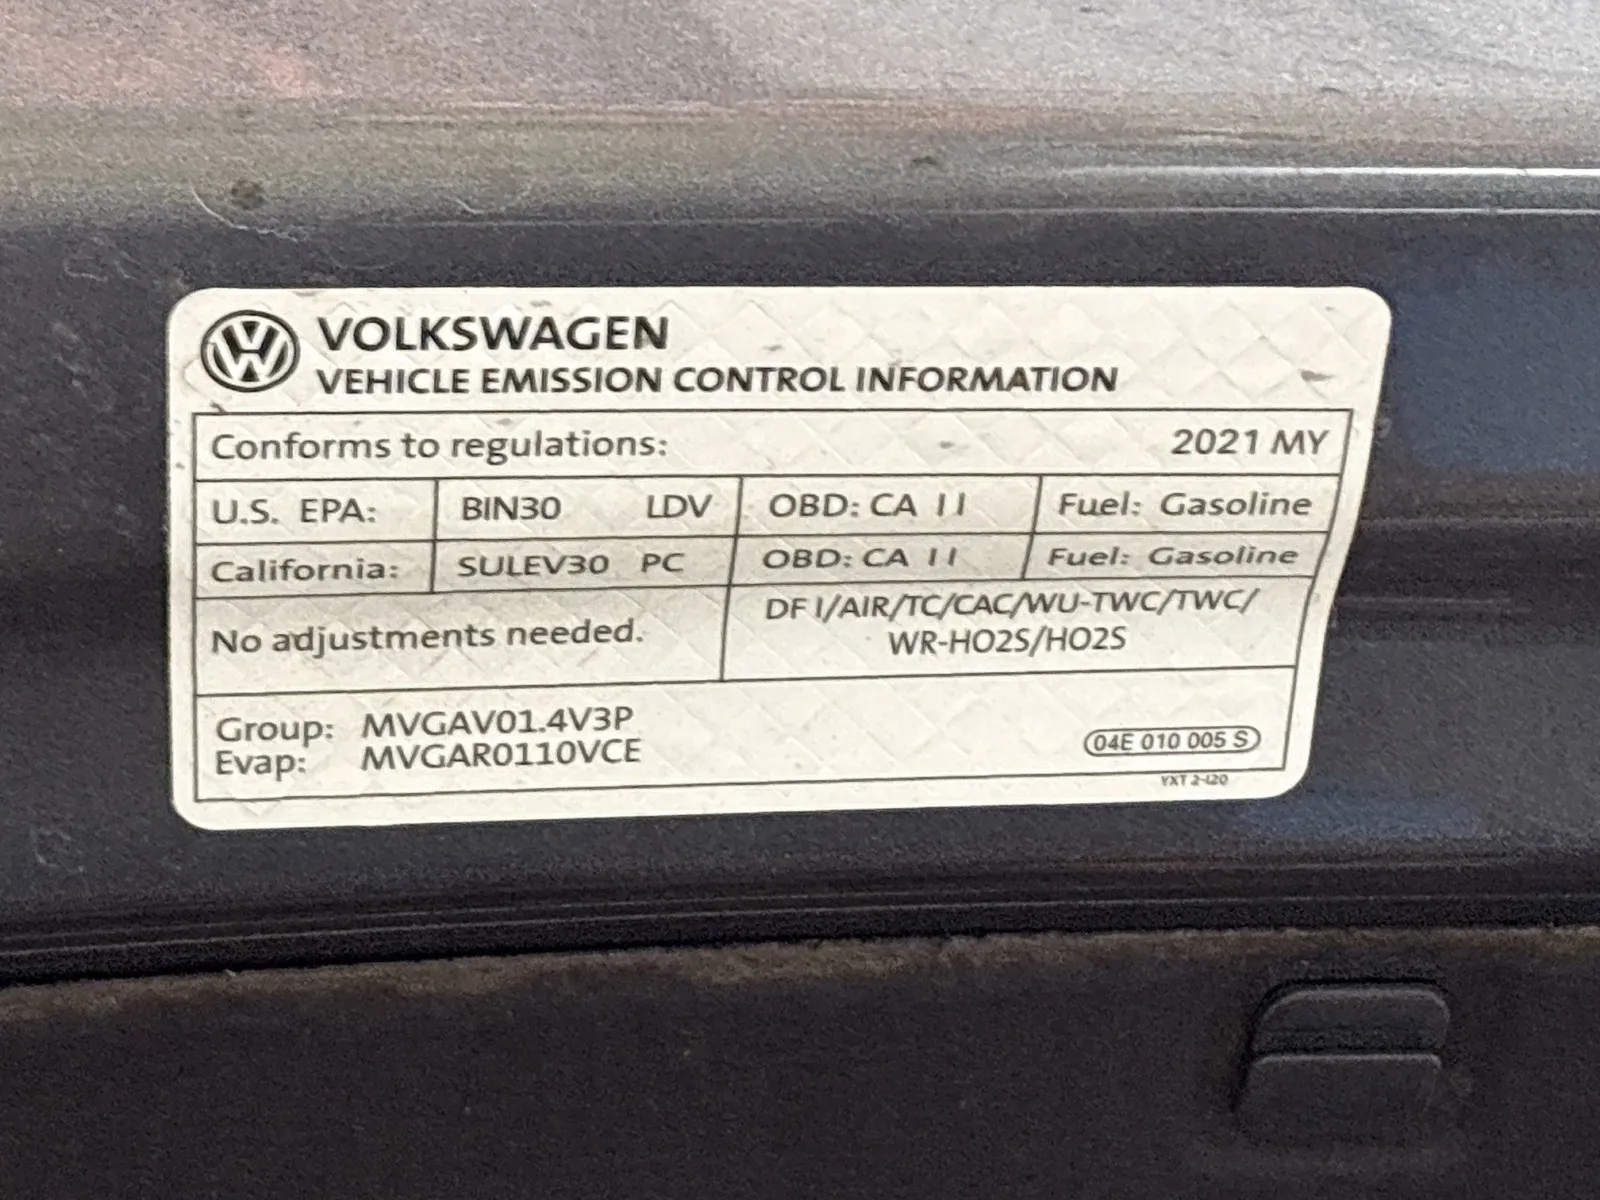 VOLKSWAGEN
VEHICLE EMISSION CONTROL INFORMATION
Conforms to regulations: 2021 MY
U.S. EPA: BIN30 LDV OBD: CA II Fuel: Gasoline
California: SULEV30 PC OBD: CA II Fuel: Gasoline
No adjustments needed.
DFI/AIR/TC/CAC/WU-TWC/TWC/
WR-HO2S/HO2S
Group: MVGAV01.4V3P
Evap: MVGAR0110VCE
04E 010 005 S